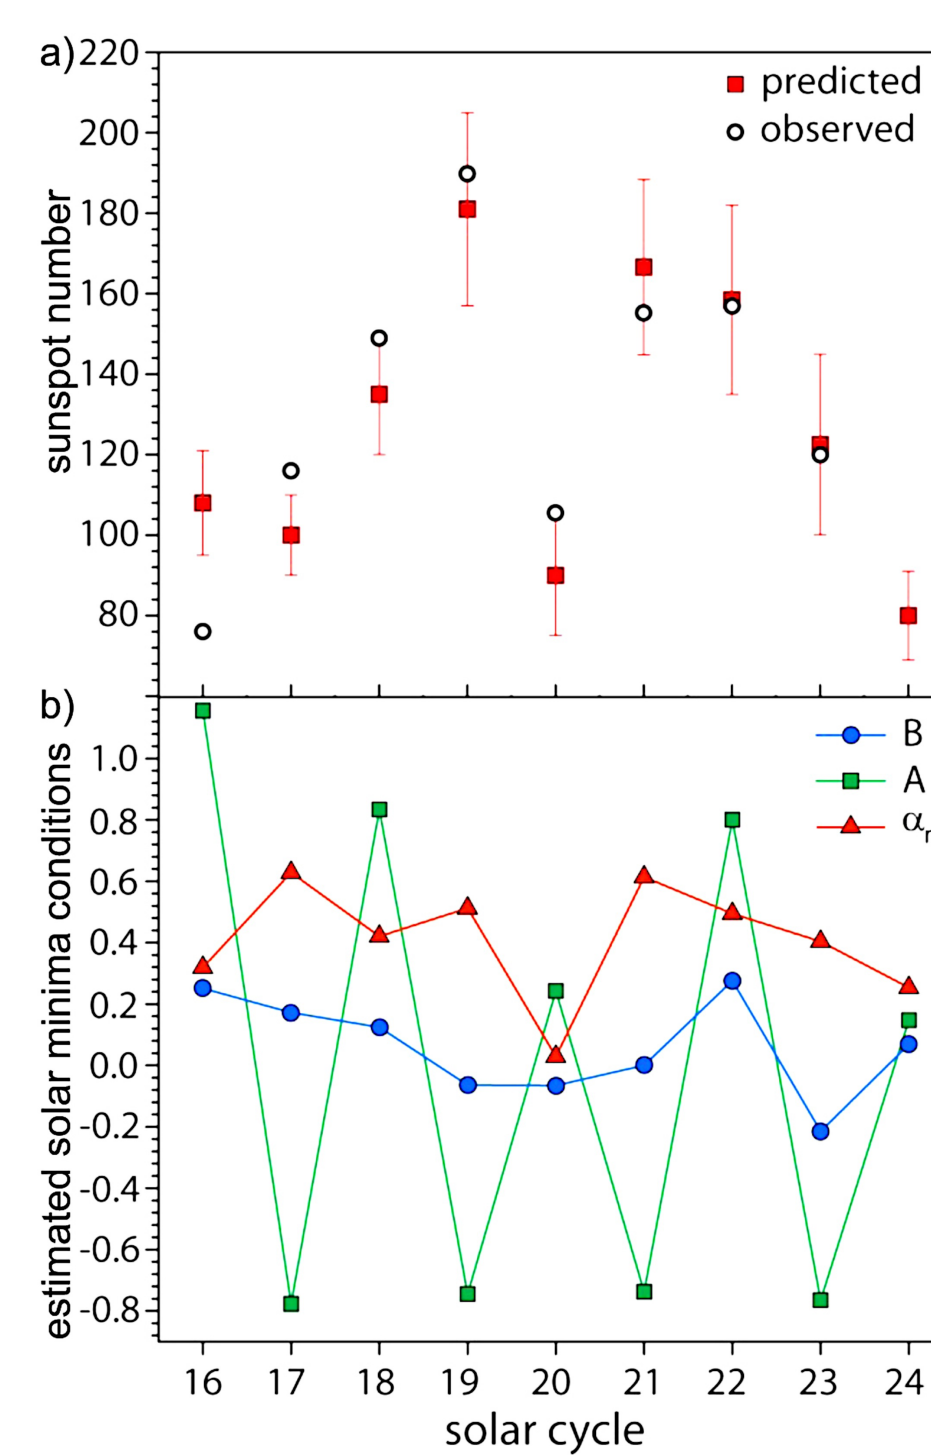 a)
220
predicted
observed
200
180
160
140
120
100
80
sunspot number
b)
B
A
α
1.0
0.8
0.6
0.4
0.2
0.0
-0.2
-0.4
-0.6
-0.8
estimated solar minima conditions
16 17 18 19 20 21 22 23 24
solar cycle